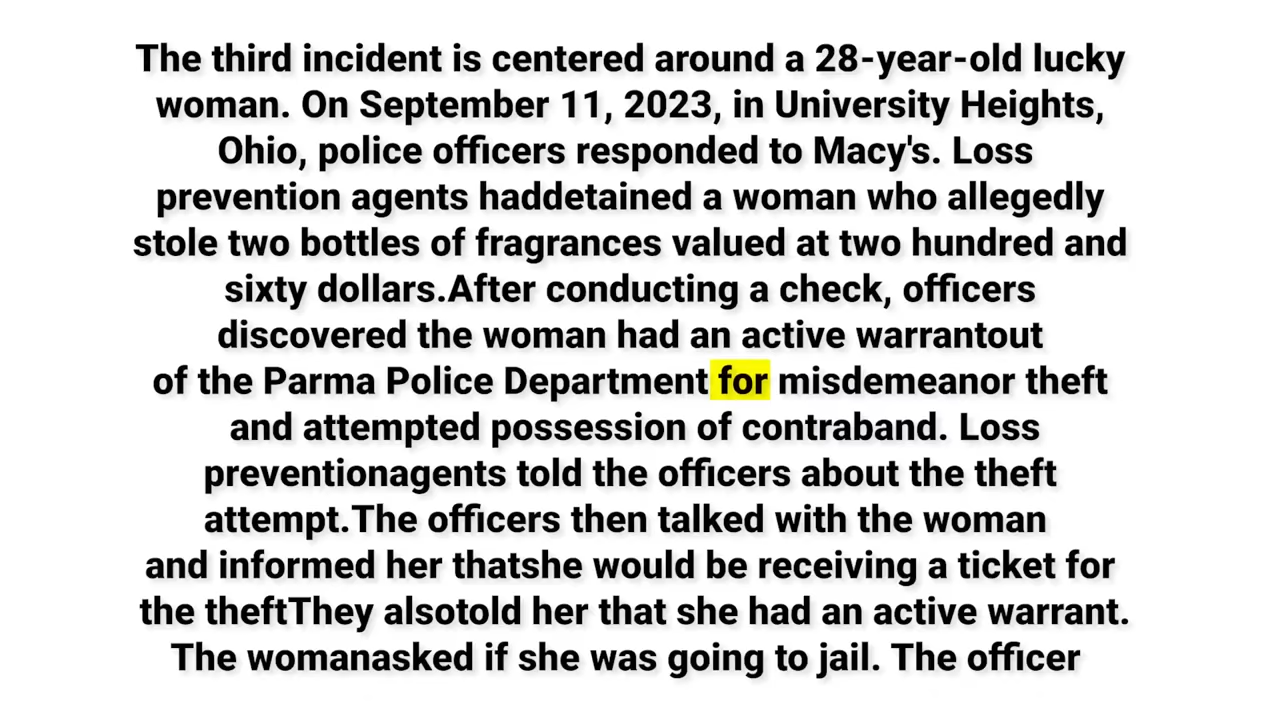 The third incident is centered around a 28-year-old lucky
woman. On September 11, 2023, in University Heights,
Ohio, police officers responded to Macy's. Loss
prevention agents haddetained a woman who allegedly
stole two bottles of fragrances valued at two hundred and
sixty dollars.After conducting a check, officers
discovered the woman had an active warrantout
of the Parma Police Department for misdemeanor theft
and attempted possession of contraband. Loss
preventionagents told the officers about the theft
attempt.The officers then talked with the woman
and informed her thatshe would be receiving a ticket for
the theftThey alsotold her that she had an active warrant.
The womanasked if she was going to jail. The officer